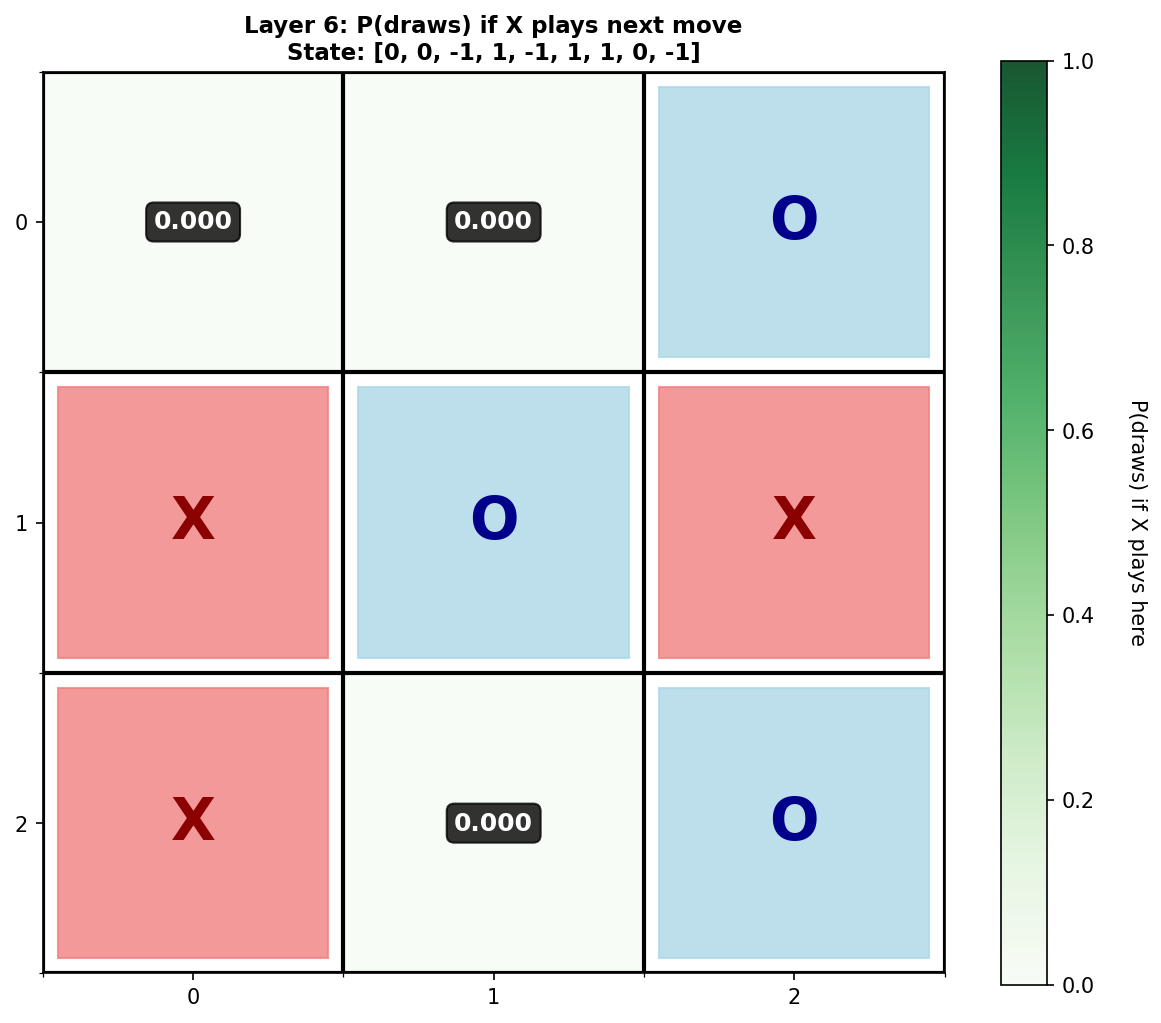 Layer 6: P(draws) if X plays next move
State: [0, 0, -1, 1, -1, 1, 1, 0, -1]
0
0.000
0.000
O
1
X
O
X
2
X
0.000
O
0
1
2
1.0
0.8
0.6
0.4
0.2
0.0
P(draws) if X plays here